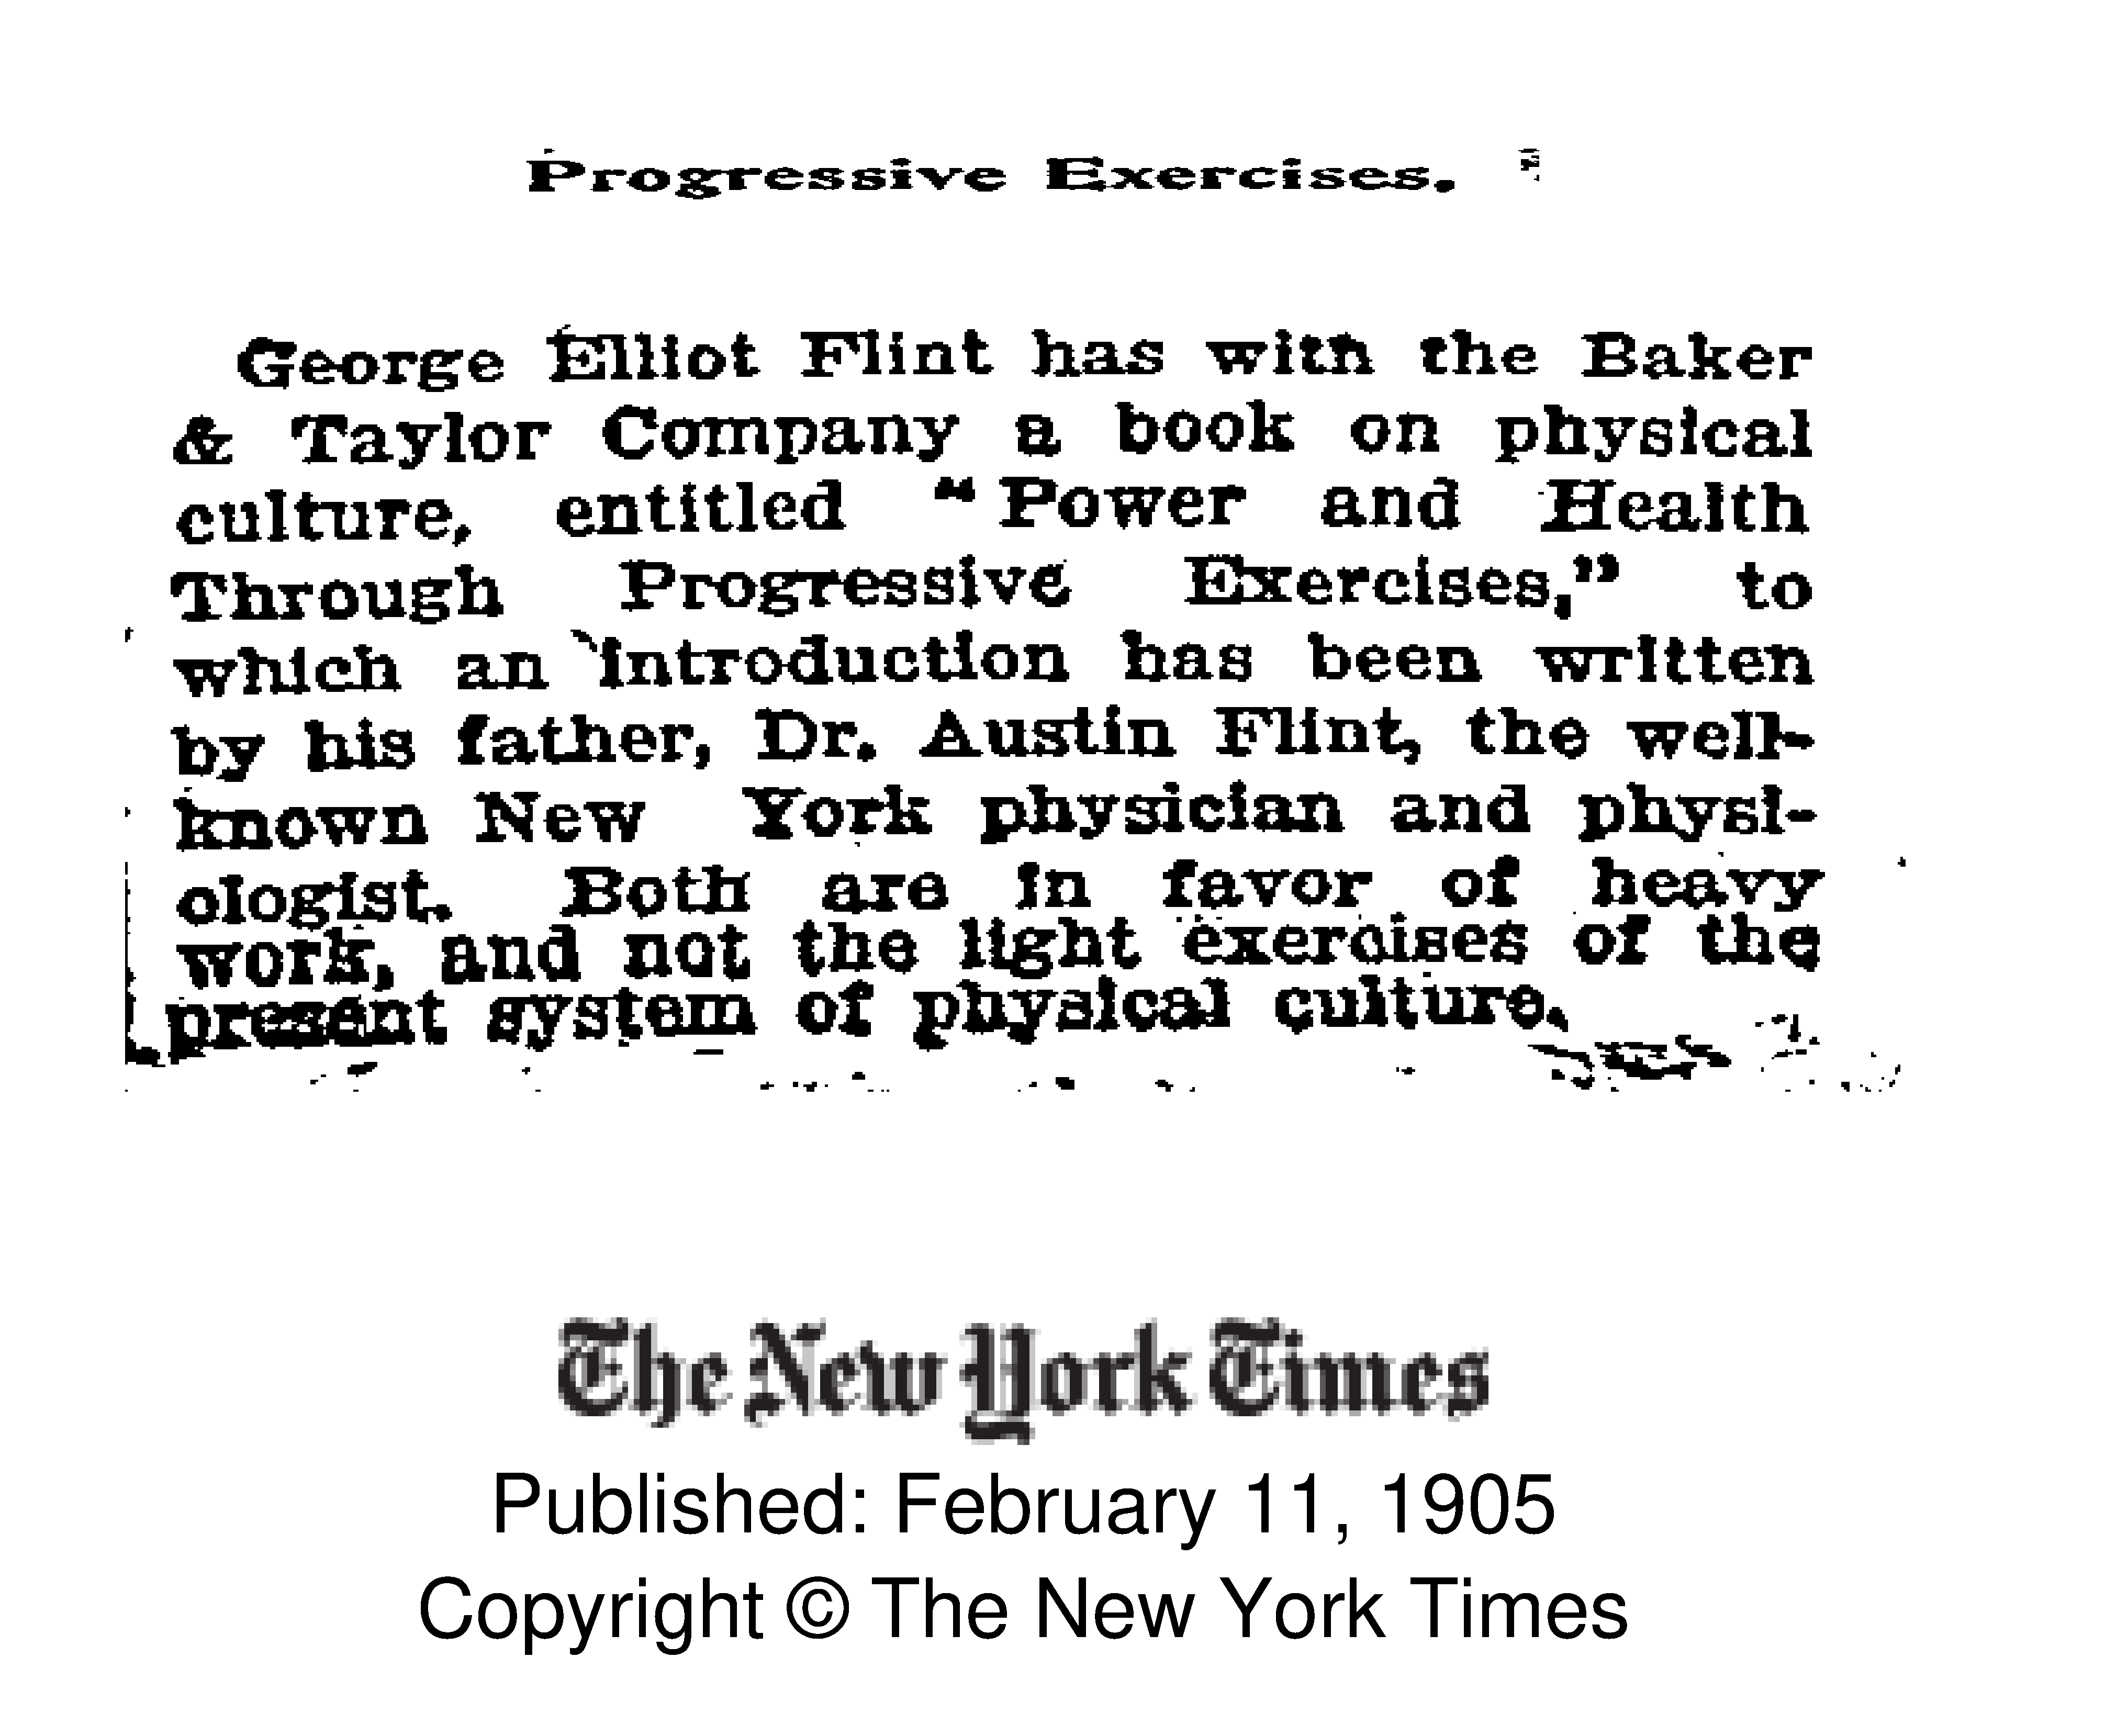 Progressive Exercises.
George Elliot Flint has with the Baker
& Taylor Company a book on physical
culture, entitled “Power and Health
Through Progressive Exercises,” to
which an introduction has been written
by his father, Dr. Austin Flint, the well-
known New York physician and physi-
ologist. Both are in favor of heavy
work, and not the light exercises of the
present system of physical culture.
The New York Times
Published: February 11, 1905
Copyright © The New York Times